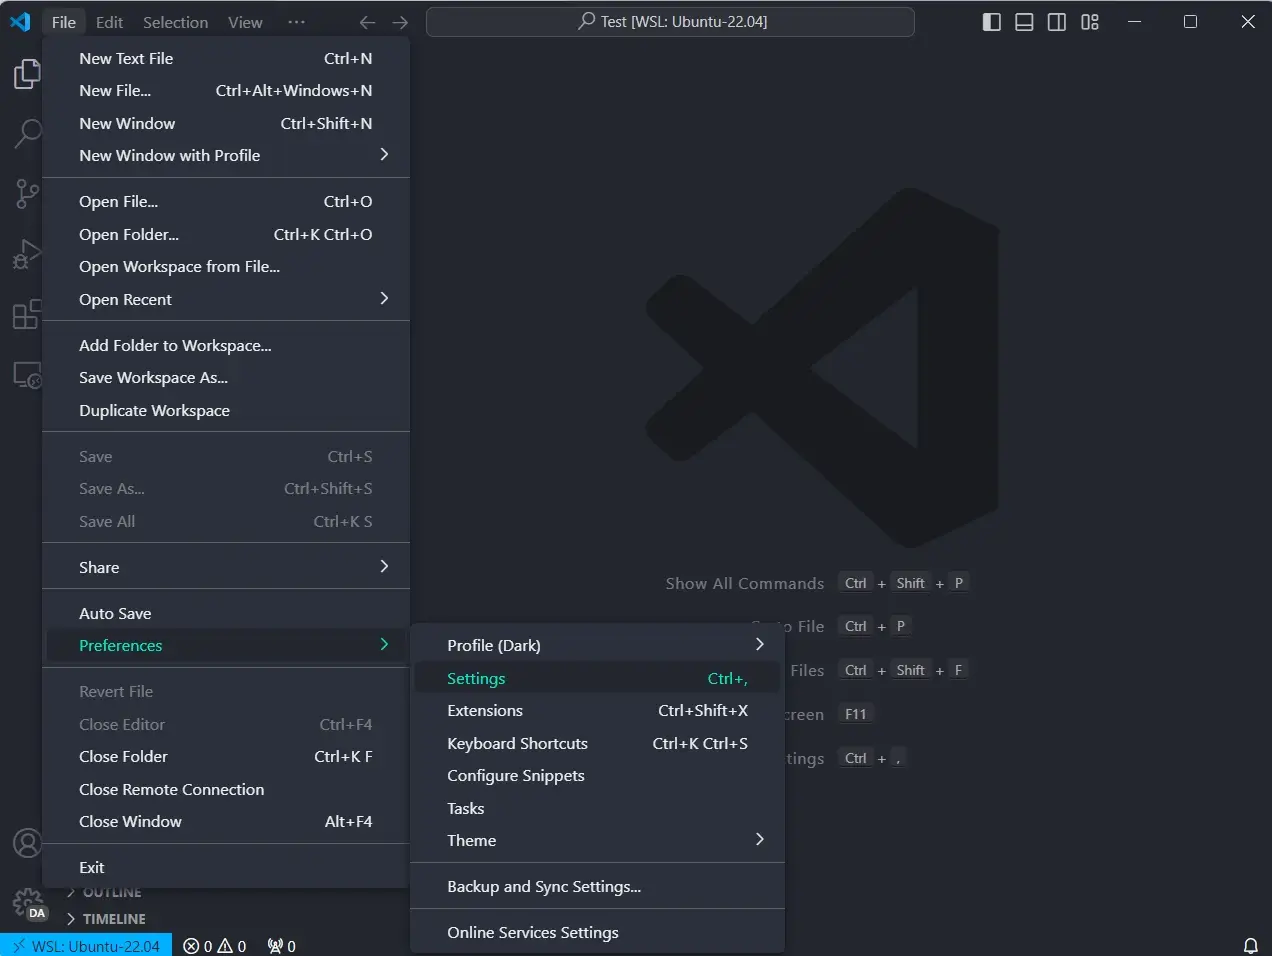 File Edit Selection View ··· Test [WSL: Ubuntu-22.04]
New Text File Ctrl+N
New File... Ctrl+Alt+Windows+N
New Window Ctrl+Shift+N
New Window with Profile
Open File... Ctrl+O
Open Folder... Ctrl+K Ctrl+O
Open Workspace from File...
Open Recent
Add Folder to Workspace...
Save Workspace As...
Duplicate Workspace
Save Ctrl+S
Save As... Ctrl+Shift+S
Save All Ctrl+K S
Share
Auto Save
Preferences
Revert File
Close Editor Ctrl+F4
Close Folder Ctrl+K F
Close Remote Connection
Close Window Alt+F4
Exit
Profile (Dark)
Settings Ctrl+,
Extensions Ctrl+Shift+X
Keyboard Shortcuts Ctrl+K Ctrl+S
Configure Snippets
Tasks
Theme
Backup and Sync Settings...
Online Services Settings
Show All Commands Ctrl + Shift + P
File Ctrl + P
Files Ctrl + Shift + F
F11
Ctrl + ,
DA
OUTLINE
TIMELINE
WSL: Ubuntu-22.04 0 0 0